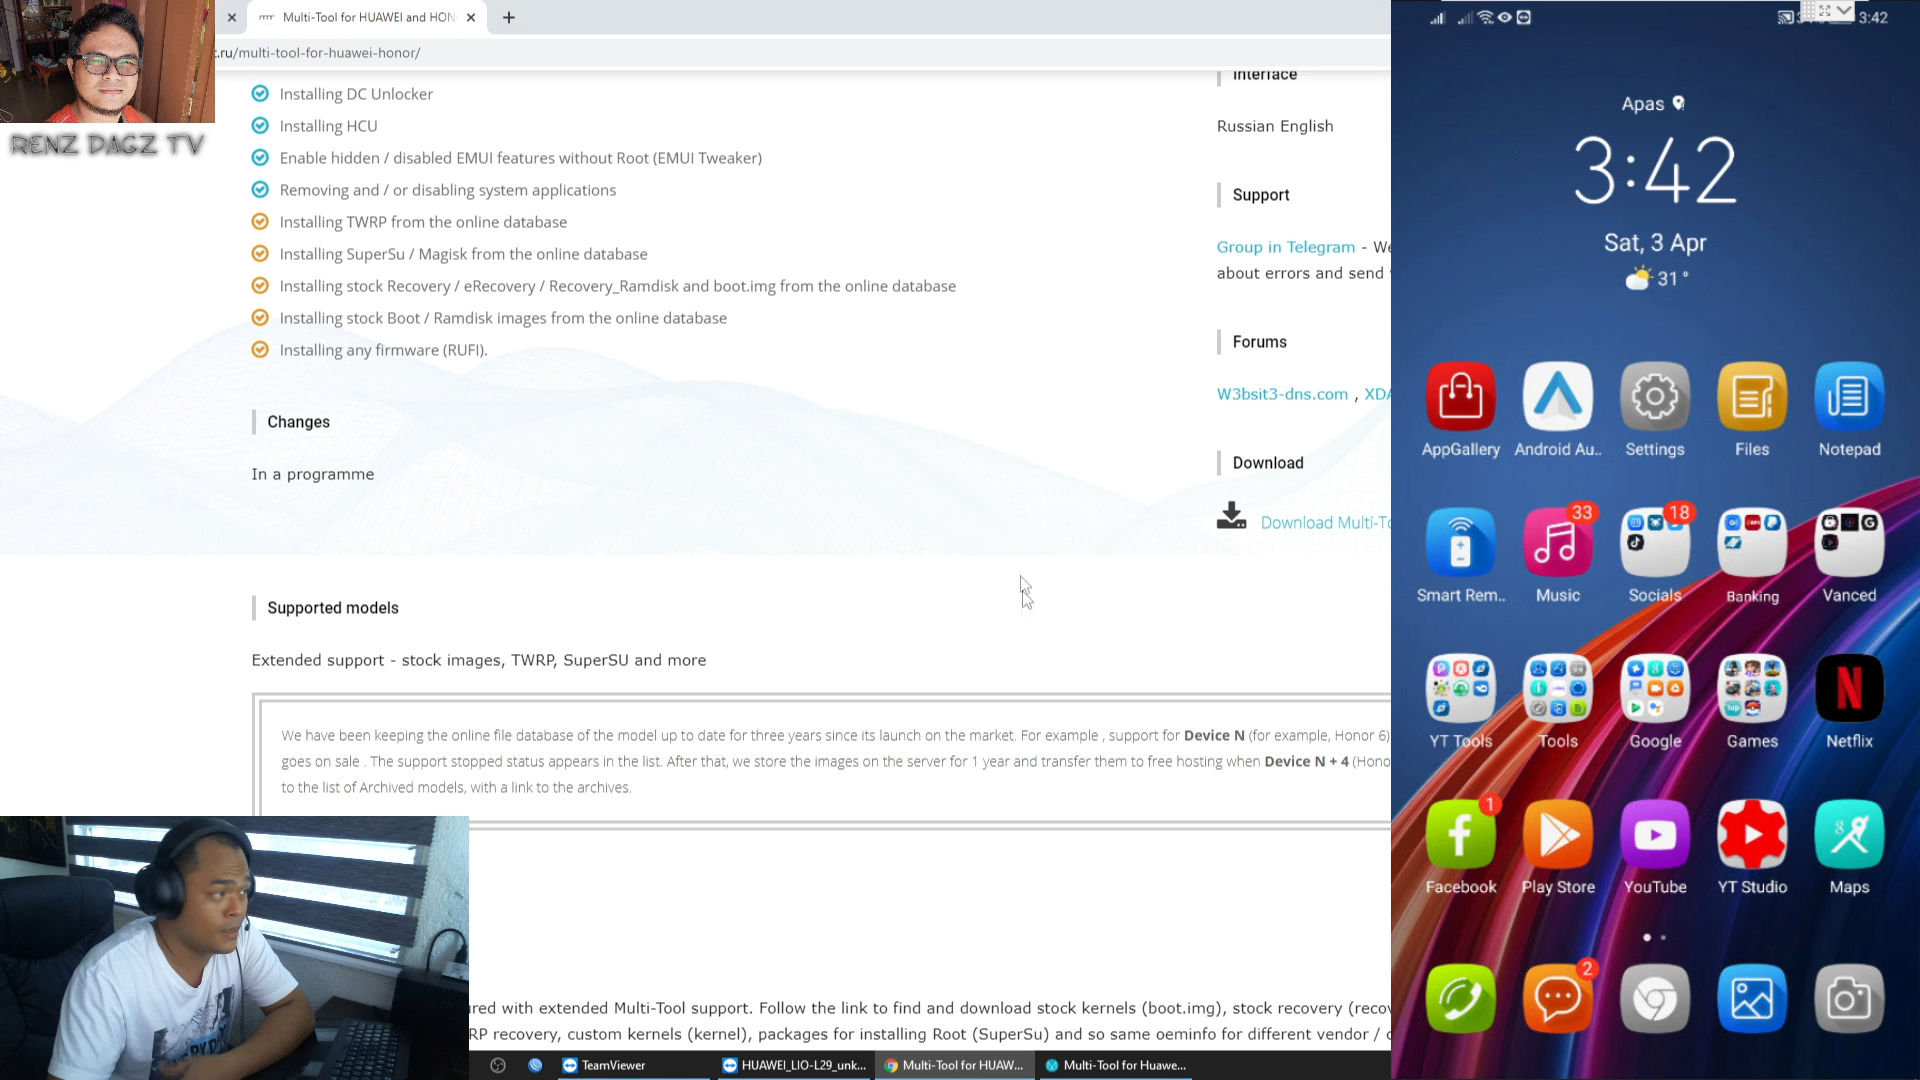 Multi-Tool for HUAWEI and HON
.ru/multi-tool-for-huawei-honor/
RENZ DAGZ TV
Installing DC Unlocker
Installing HCU
Enable hidden / disabled EMUI features without Root (EMUI Tweaker)
Removing and / or disabling system applications
Installing TWRP from the online database
Installing SuperSu / Magisk from the online database
Installing stock Recovery / eRecovery / Recovery_Ramdisk and boot.img from the online database
Installing stock Boot / Ramdisk images from the online database
Installing any firmware (RUFI).
Changes
In a programme
Supported models
Extended support - stock images, TWRP, SuperSU and more
We have been keeping the online file database of the model up to date for three years since its launch on the market. For example , support for Device N (for example, Honor 6)
goes on sale . The support stopped status appears in the list. After that, we store the images on the server for 1 year and transfer them to free hosting when Device N + 4 (Hono
to the list of Archived models, with a link to the archives.
red with extended Multi-Tool support. Follow the link to find and download stock kernels (boot.img), stock recovery (reco
RP recovery, custom kernels (kernel), packages for installing Root (SuperSu) and so same oeminfo for different vendor /
Interface
Russian English
Support
Group in Telegram - We
about errors and send
Forums
W3bsit3-dns.com , XDA
Download
Download Multi-To
TeamViewer
HUAWEI_LIO-L29_unk...
Multi-Tool for HUAW...
Multi-Tool for Huawe...
3:42
Apas
3:42
Sat, 3 Apr
31°
AppGallery
Android Au..
Settings
Files
Notepad
33
18
Smart Rem..
Music
Socials
Banking
Vanced
YT Tools
Tools
Google
Games
Netflix
1
Facebook
Play Store
YouTube
YT Studio
Maps
2